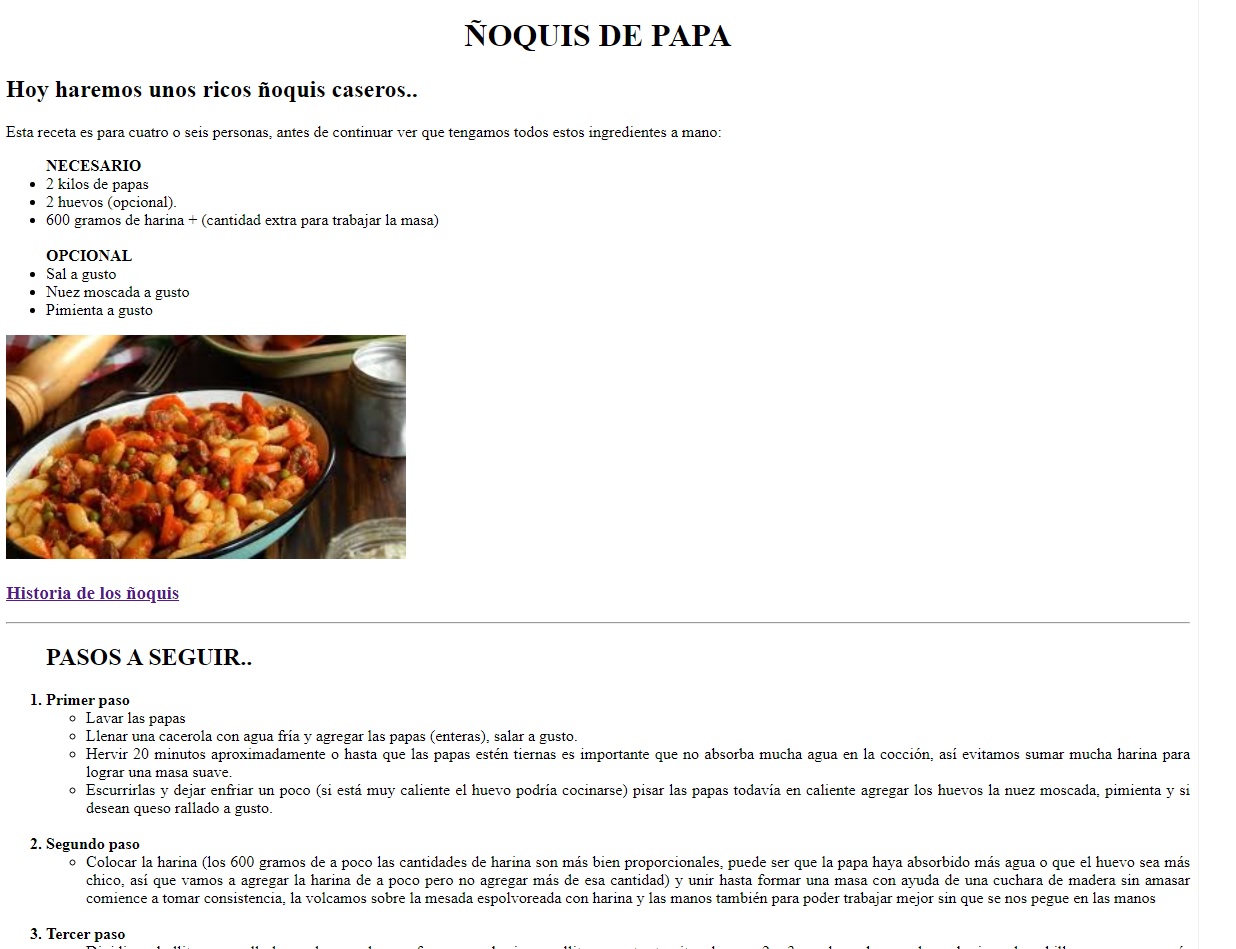 ÑOQUIS DE PAPA
Hoy haremos unos ricos ñoquis caseros..
Esta receta es para cuatro o seis personas, antes de continuar ver que tengamos todos estos ingredientes a mano:
NECESARIO
• 2 kilos de papas
• 2 huevos (opcional).
• 600 gramos de harina + (cantidad extra para trabajar la masa)
OPCIONAL
• Sal a gusto
• Nuez moscada a gusto
• Pimienta a gusto
Historia de los ñoquis
PASOS A SEGUIR..
1. Primer paso
◦ Lavar las papas
◦ Llenar una cacerola con agua fría y agregar las papas (enteras), salar a gusto.
◦ Hervir 20 minutos aproximadamente o hasta que las papas estén tiernas es importante que no absorba mucha agua en la cocción, así evitamos sumar mucha harina para
lograr una masa suave.
◦ Escurrirlas y dejar enfriar un poco (si está muy caliente el huevo podría cocinarse) pisar las papas todavía en caliente agregar los huevos la nuez moscada, pimienta y si
desean queso rallado a gusto.
2. Segundo paso
◦ Colocar la harina (los 600 gramos de a poco las cantidades de harina son más bien proporcionales, puede ser que la papa haya absorbido más agua o que el huevo sea más
chico, así que vamos a agregar la harina de a poco pero no agregar más de esa cantidad) y unir hasta formar una masa con ayuda de una cuchara de madera sin amasar
comience a tomar consistencia, la volcamos sobre la mesada espolvoreada con harina y las manos también para poder trabajar mejor sin que se nos pegue en las manos
3. Tercer paso